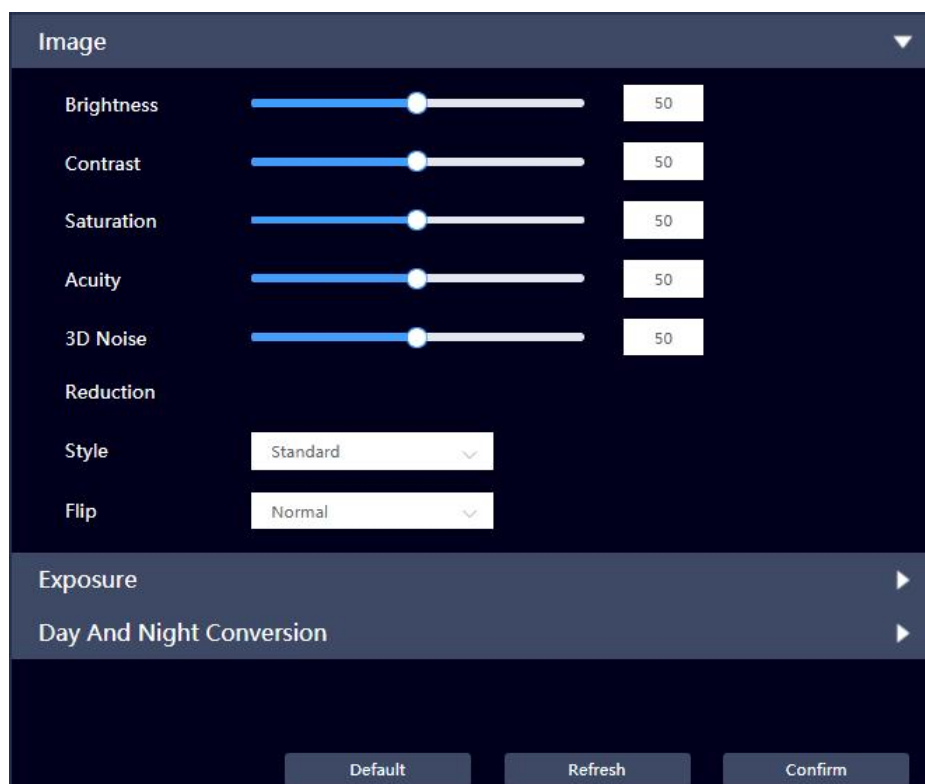 Image
Brightness 50
Contrast 50
Saturation 50
Acuity 50
3D Noise 50
Reduction
Style Standard
Flip Normal
Exposure
Day And Night Conversion
Default Refresh Confirm